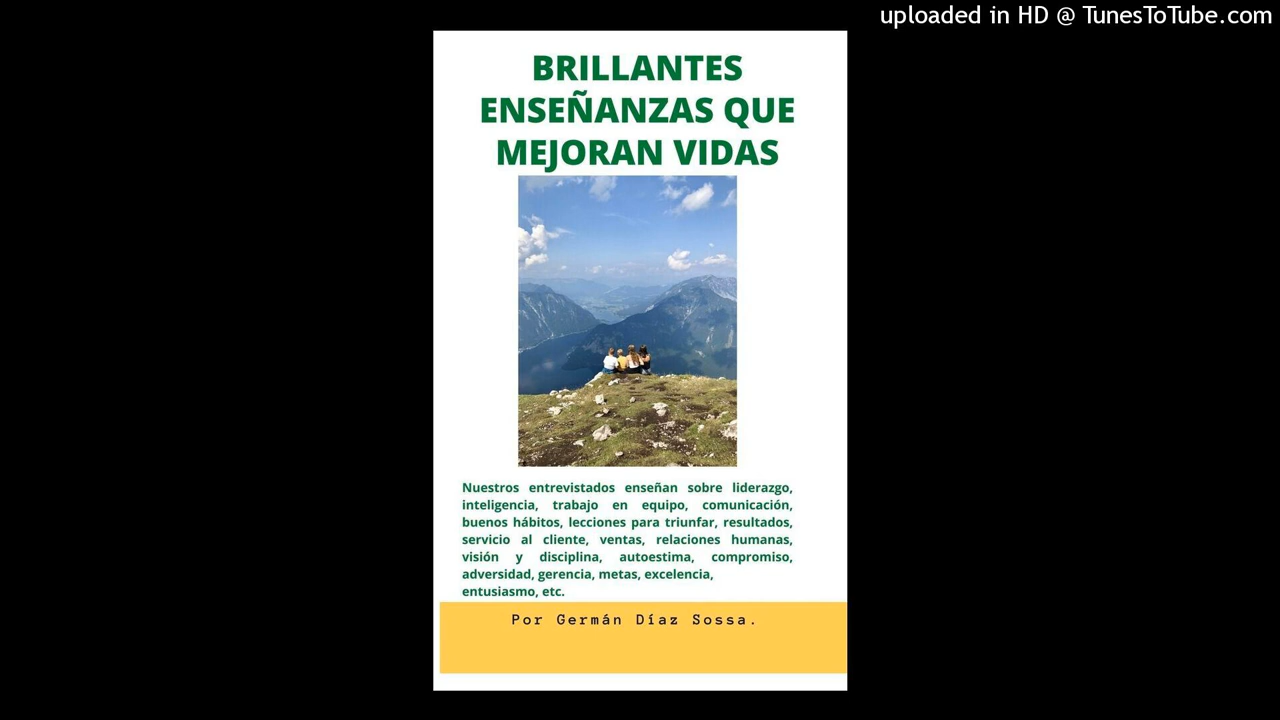 uploaded in HD @ TunesToTube.com
BRILLANTES
ENSEÑANZAS QUE
MEJORAN VIDAS
Nuestros entrevistados enseñan sobre liderazgo,
inteligencia, trabajo en equipo, comunicación,
buenos hábitos, lecciones para triunfar, resultados,
servicio al cliente, ventas, relaciones humanas,
visión y disciplina, autoestima, compromiso,
adversidad, gerencia, metas, excelencia,
entusiasmo, etc.
Por Germán Díaz Sossa.